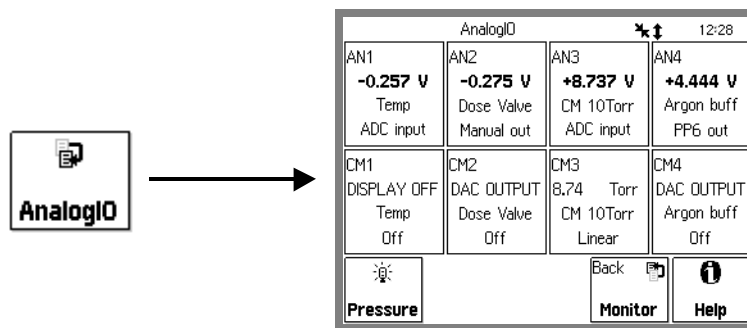 AnalogIO
AnalogIO 12:28
AN1
-0.257 V
Temp
ADC input
AN2
-0.275 V
Dose Valve
Manual out
AN3
+8.737 V
CM 10Torr
ADC input
AN4
+4.444 V
Argon buff
PP6 out
CM1
DISPLAY OFF
Temp
Off
CM2
DAC OUTPUT
Dose Valve
Off
CM3
8.74 Torr
CM 10Torr
Linear
CM4
DAC OUTPUT
Argon buff
Off
Pressure
Back
Monitor
Help